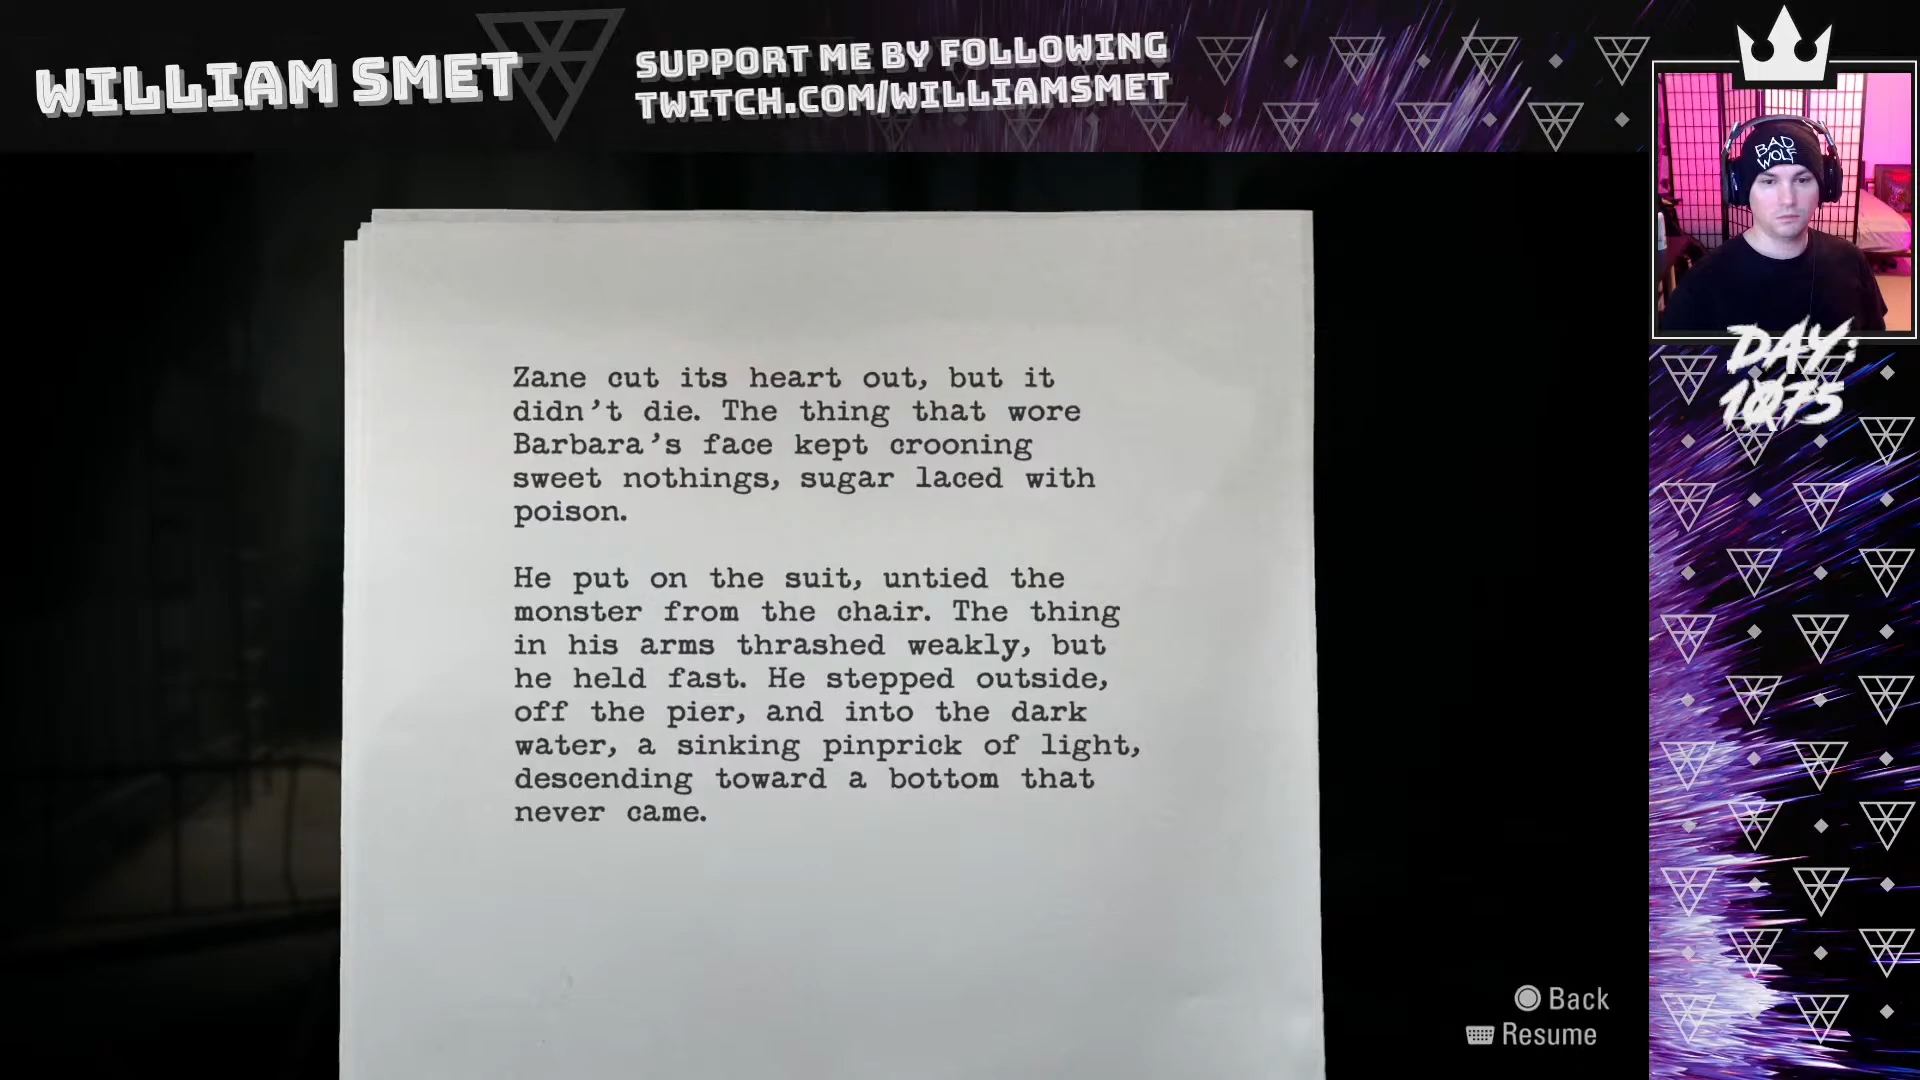 WILLIAM SMET
SUPPORT ME BY FOLLOWING
TWITCH.COM/WILLIAMSMET
BAD
WOLF
DAY:
1075
Zane cut its heart out, but it
didn't die. The thing that wore
Barbara's face kept crooning
sweet nothings, sugar laced with
poison.
He put on the suit, untied the
monster from the chair. The thing
in his arms thrashed weakly, but
he held fast. He stepped outside,
off the pier, and into the dark
water, a sinking pinprick of light,
descending toward a bottom that
never came.
Back
Resume